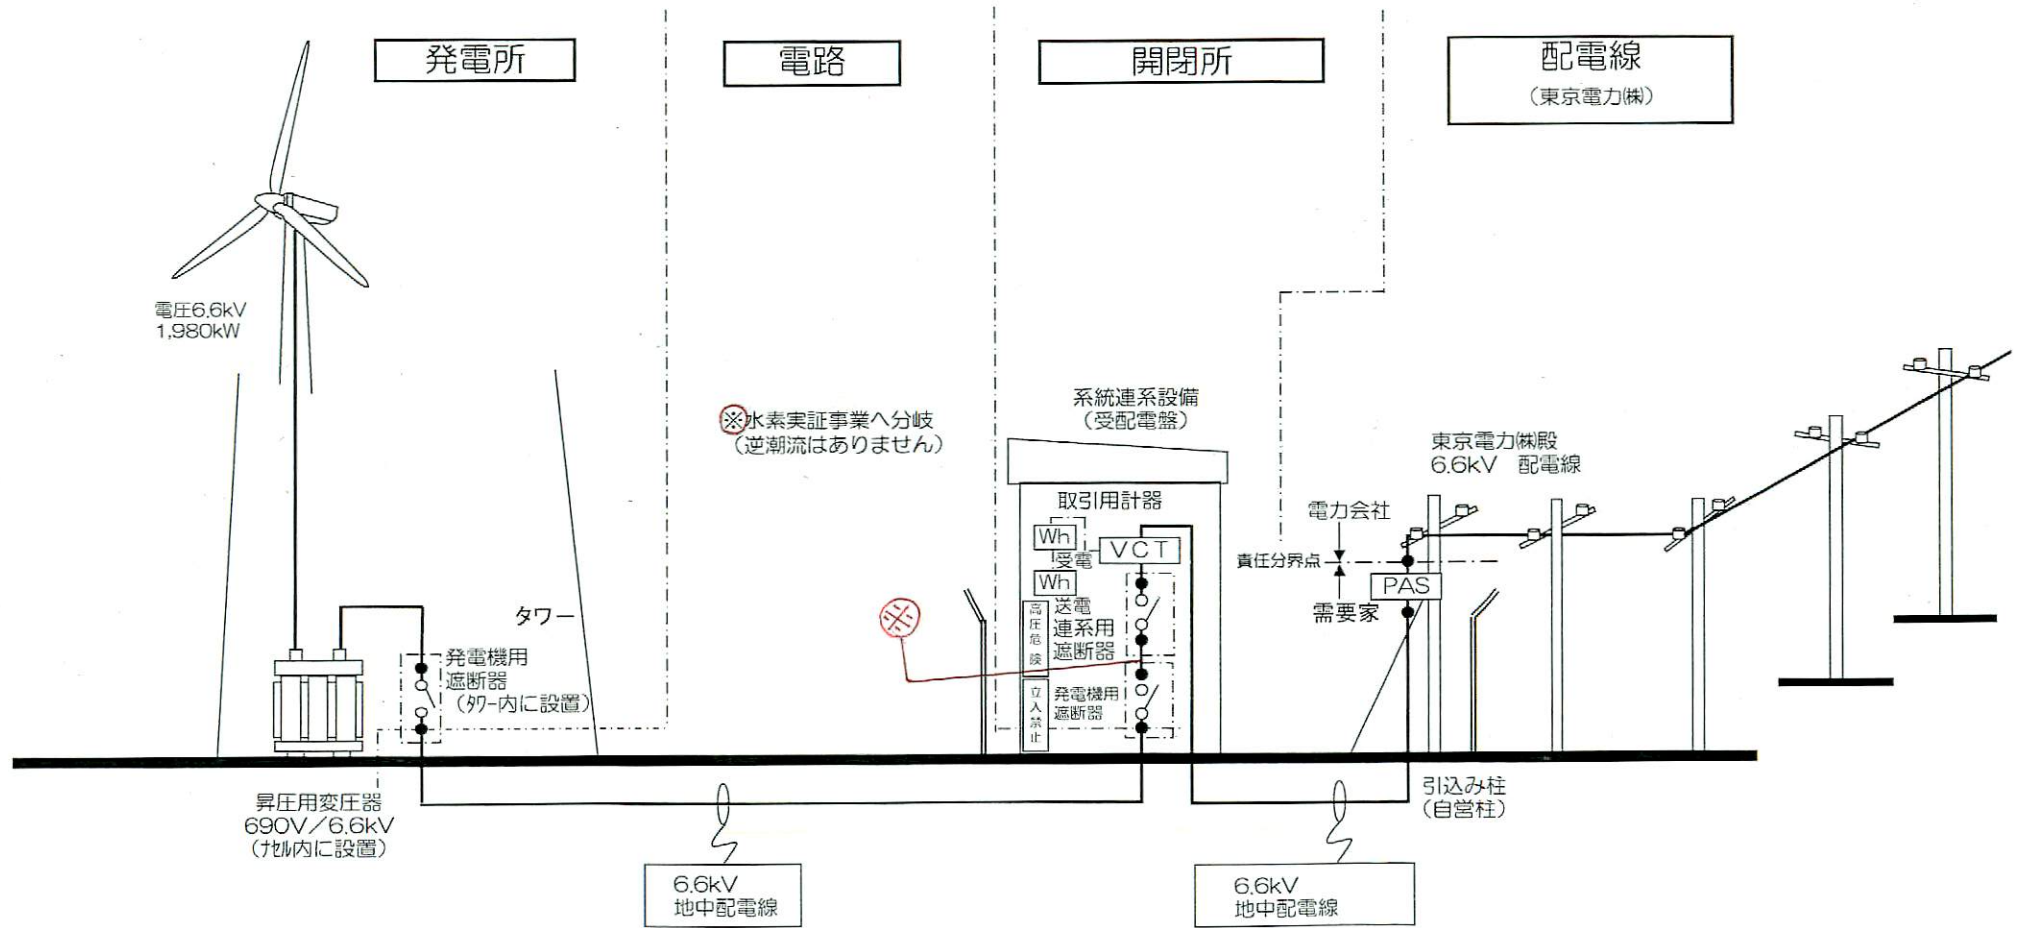 発電所
電路
開閉所
配電線
（東京電力㈱）
電圧6.6kV
1,980kW
※水素実証事業へ分岐
（逆潮流はありません）
系統連系設備
（受配電盤）
取引用計器
Wh
受電
VCT
Wh
送電
連系用
遮断器
高圧危険
立入禁止
発電機用
遮断器
※
東京電力㈱殿
6.6kV 配電線
電力会社
責任分界点
需要家
PAS
タワー
発電機用
遮断器
（ﾀﾜｰ内に設置）
昇圧用変圧器
690V／6.6kV
（ﾅｾﾙ内に設置）
引込み柱
（自営柱）
6.6kV
地中配電線
6.6kV
地中配電線